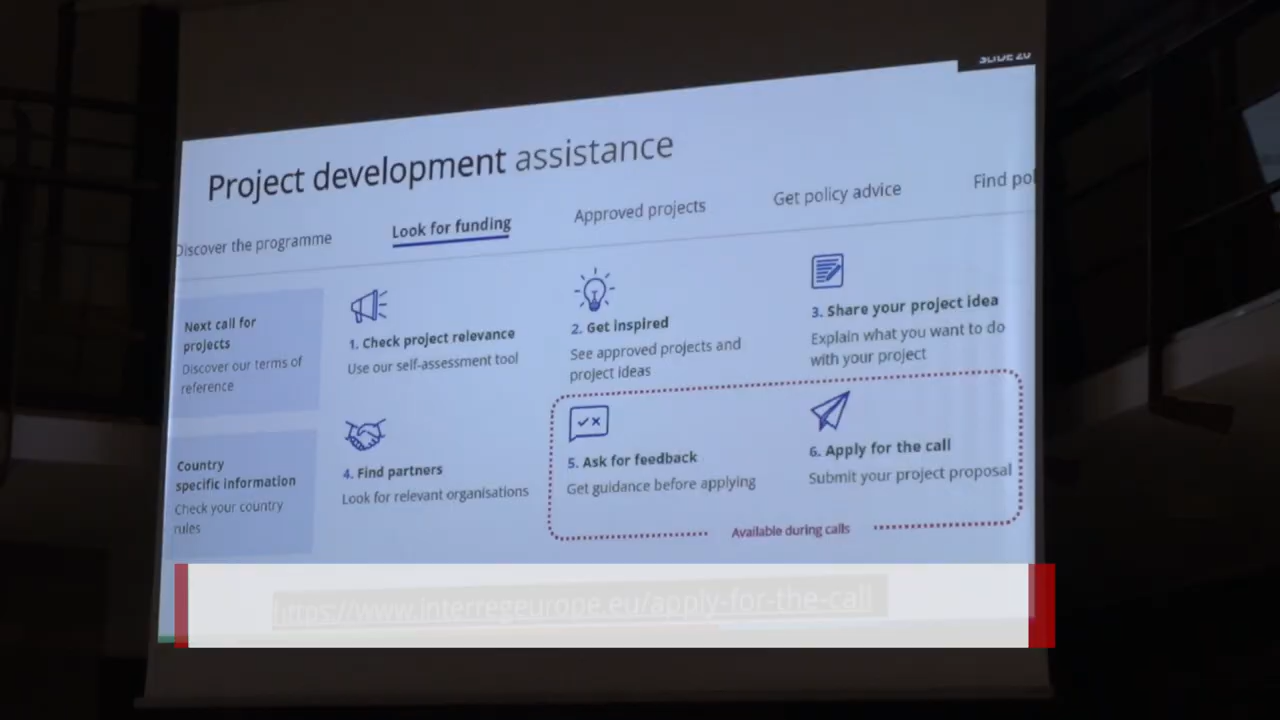 SLIDE 20
Project development assistance
Discover the programme
Look for funding
Approved projects
Get policy advice
Find pol
Next call for
projects
Discover our terms of
reference
1. Check project relevance
Use our self-assessment tool
2. Get inspired
See approved projects and
project ideas
3. Share your project idea
Explain what you want to do
with your project
Country
specific information
Check your country
rules
4. Find partners
Look for relevant organisations
5. Ask for feedback
Get guidance before applying
6. Apply for the call
Submit your project proposal
Available during calls
https://www.interregeurope.eu/apply-for-the-call